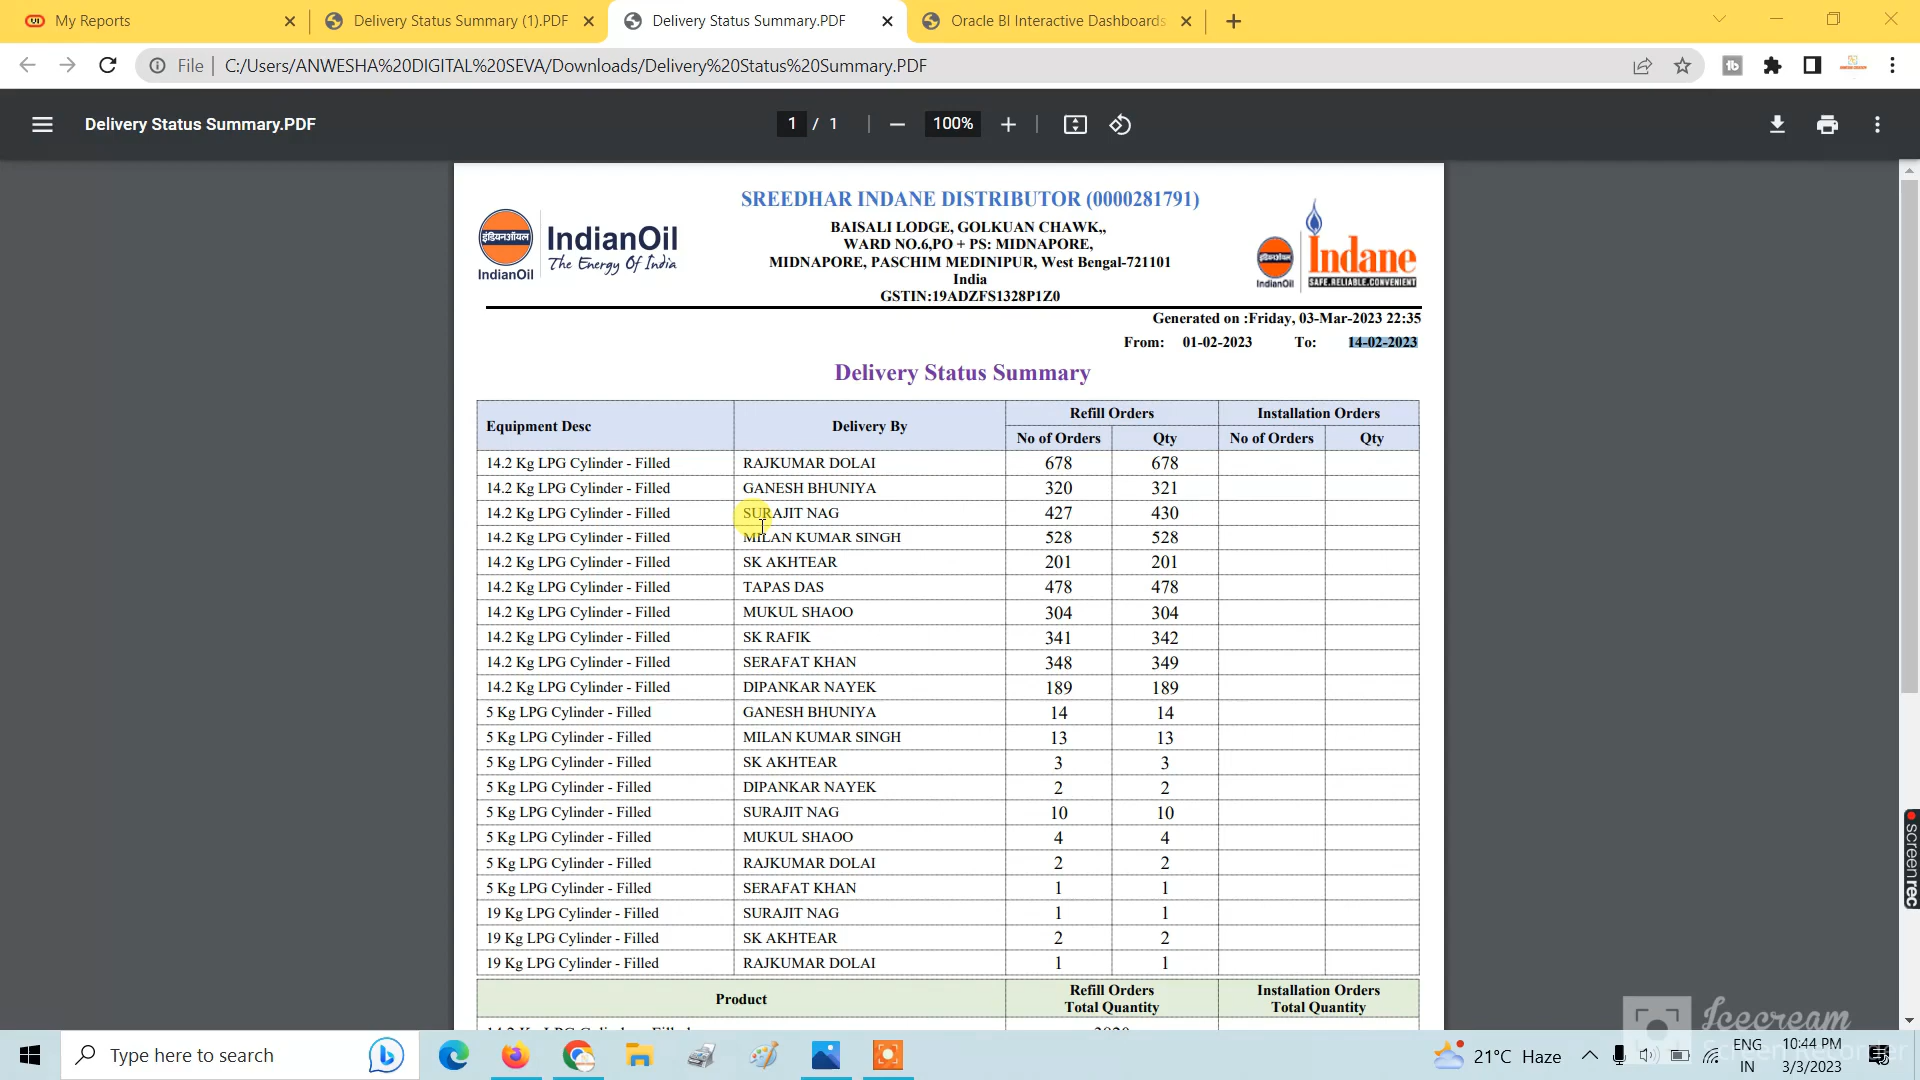 My Reports
Delivery Status Summary (1).PDF
Delivery Status Summary.PDF
Oracle BI Interactive Dashboards
File
C:/Users/ANWESHA%20DIGITAL%20SEVA/Downloads/Delivery%20Status%20Summary.PDF
Delivery Status Summary.PDF
1 / 1
100%
SREEDHAR INDANE DISTRIBUTOR (0000281791)
BAISALI LODGE, GOLKUAN CHAWK,,
WARD NO.6,PO + PS: MIDNAPORE,
MIDNAPORE, PASCHIM MEDINIPUR, West Bengal-721101
India
GSTIN:19ADZFS1328P1Z0
इंडियनऑयल
IndianOil
IndianOil
The Energy Of India
इंडियनऑयल
IndianOil
Indane
SAFE.RELIABLE.CONVENIENT
Generated on :Friday, 03-Mar-2023 22:35
From: 01-02-2023 To: 14-02-2023
Delivery Status Summary
Equipment Desc Delivery By Refill Orders Installation Orders
No of Orders Qty No of Orders Qty
14.2 Kg LPG Cylinder - Filled RAJKUMAR DOLAI 678 678
14.2 Kg LPG Cylinder - Filled GANESH BHUNIYA 320 321
14.2 Kg LPG Cylinder - Filled SURAJIT NAG 427 430
14.2 Kg LPG Cylinder - Filled MILAN KUMAR SINGH 528 528
14.2 Kg LPG Cylinder - Filled SK AKHTEAR 201 201
14.2 Kg LPG Cylinder - Filled TAPAS DAS 478 478
14.2 Kg LPG Cylinder - Filled MUKUL SHAOO 304 304
14.2 Kg LPG Cylinder - Filled SK RAFIK 341 342
14.2 Kg LPG Cylinder - Filled SERAFAT KHAN 348 349
14.2 Kg LPG Cylinder - Filled DIPANKAR NAYEK 189 189
5 Kg LPG Cylinder - Filled GANESH BHUNIYA 14 14
5 Kg LPG Cylinder - Filled MILAN KUMAR SINGH 13 13
5 Kg LPG Cylinder - Filled SK AKHTEAR 3 3
5 Kg LPG Cylinder - Filled DIPANKAR NAYEK 2 2
5 Kg LPG Cylinder - Filled SURAJIT NAG 10 10
5 Kg LPG Cylinder - Filled MUKUL SHAOO 4 4
5 Kg LPG Cylinder - Filled RAJKUMAR DOLAI 2 2
5 Kg LPG Cylinder - Filled SERAFAT KHAN 1 1
19 Kg LPG Cylinder - Filled SURAJIT NAG 1 1
19 Kg LPG Cylinder - Filled SK AKHTEAR 2 2
19 Kg LPG Cylinder - Filled RAJKUMAR DOLAI 1 1
Product Refill Orders Installation Orders
Total Quantity Total Quantity
screenrec
Icecream
Screen Recorder
Type here to search
21°C Haze
ENG
IN
10:44 PM
3/3/2023